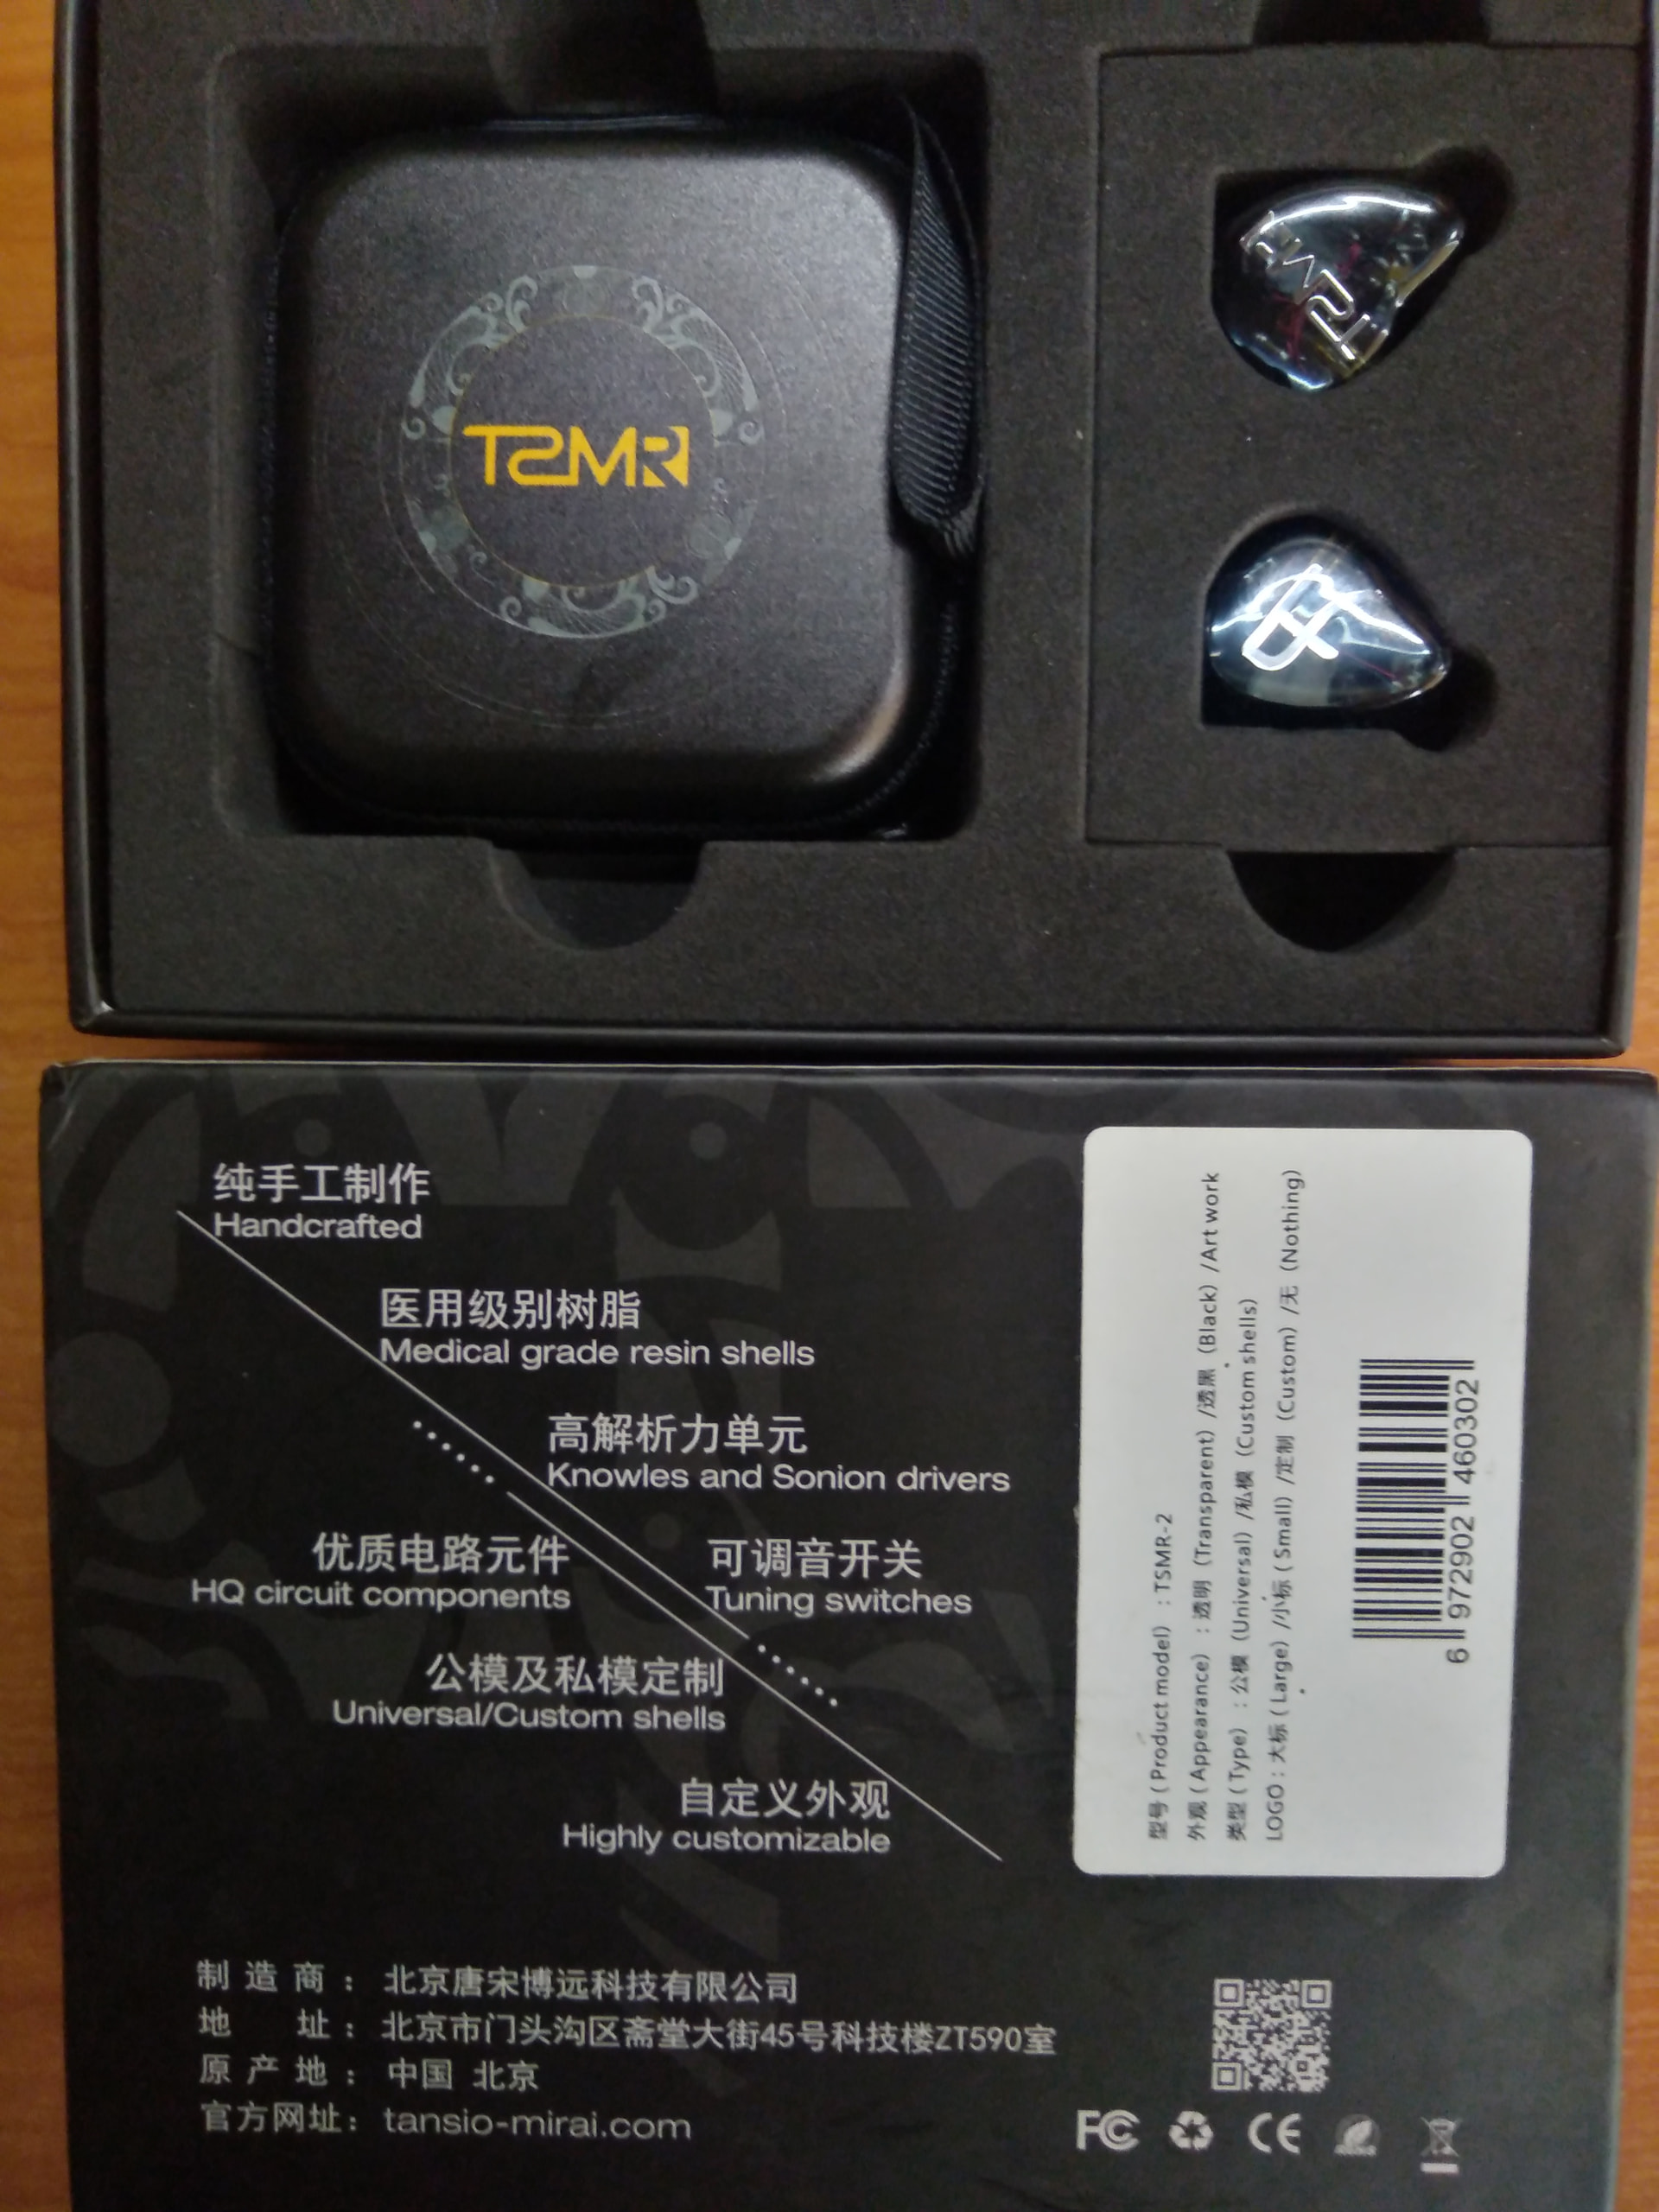 TSMR
TSMR
纯手工制作
Handcrafted
医用级别树脂
Medical grade resin shells
高解析力单元
Knowles and Sonion drivers
优质电路元件
HQ circuit components
可调音开关
Tuning switches
公模及私模定制
Universal/Custom shells
自定义外观
Highly customizable
型号 ( Product model) : TSMR-2
外观 ( Appearance) : 透明 (Transparent) /透黑 (Black) /Art work
类型 ( Type) : 公模 (Universal) /私模 (Custom shells)
LOGO : 大标 ( Large) /小标 ( Small) /定制 (Custom) /无 (Nothing)
6 972902 460302
制造商： 北京唐宋博远科技有限公司
地址： 北京市门头沟区斋堂大街45号科技楼ZT590室
原产地： 中国 北京
官方网址： tansio-mirai.com
FC CE